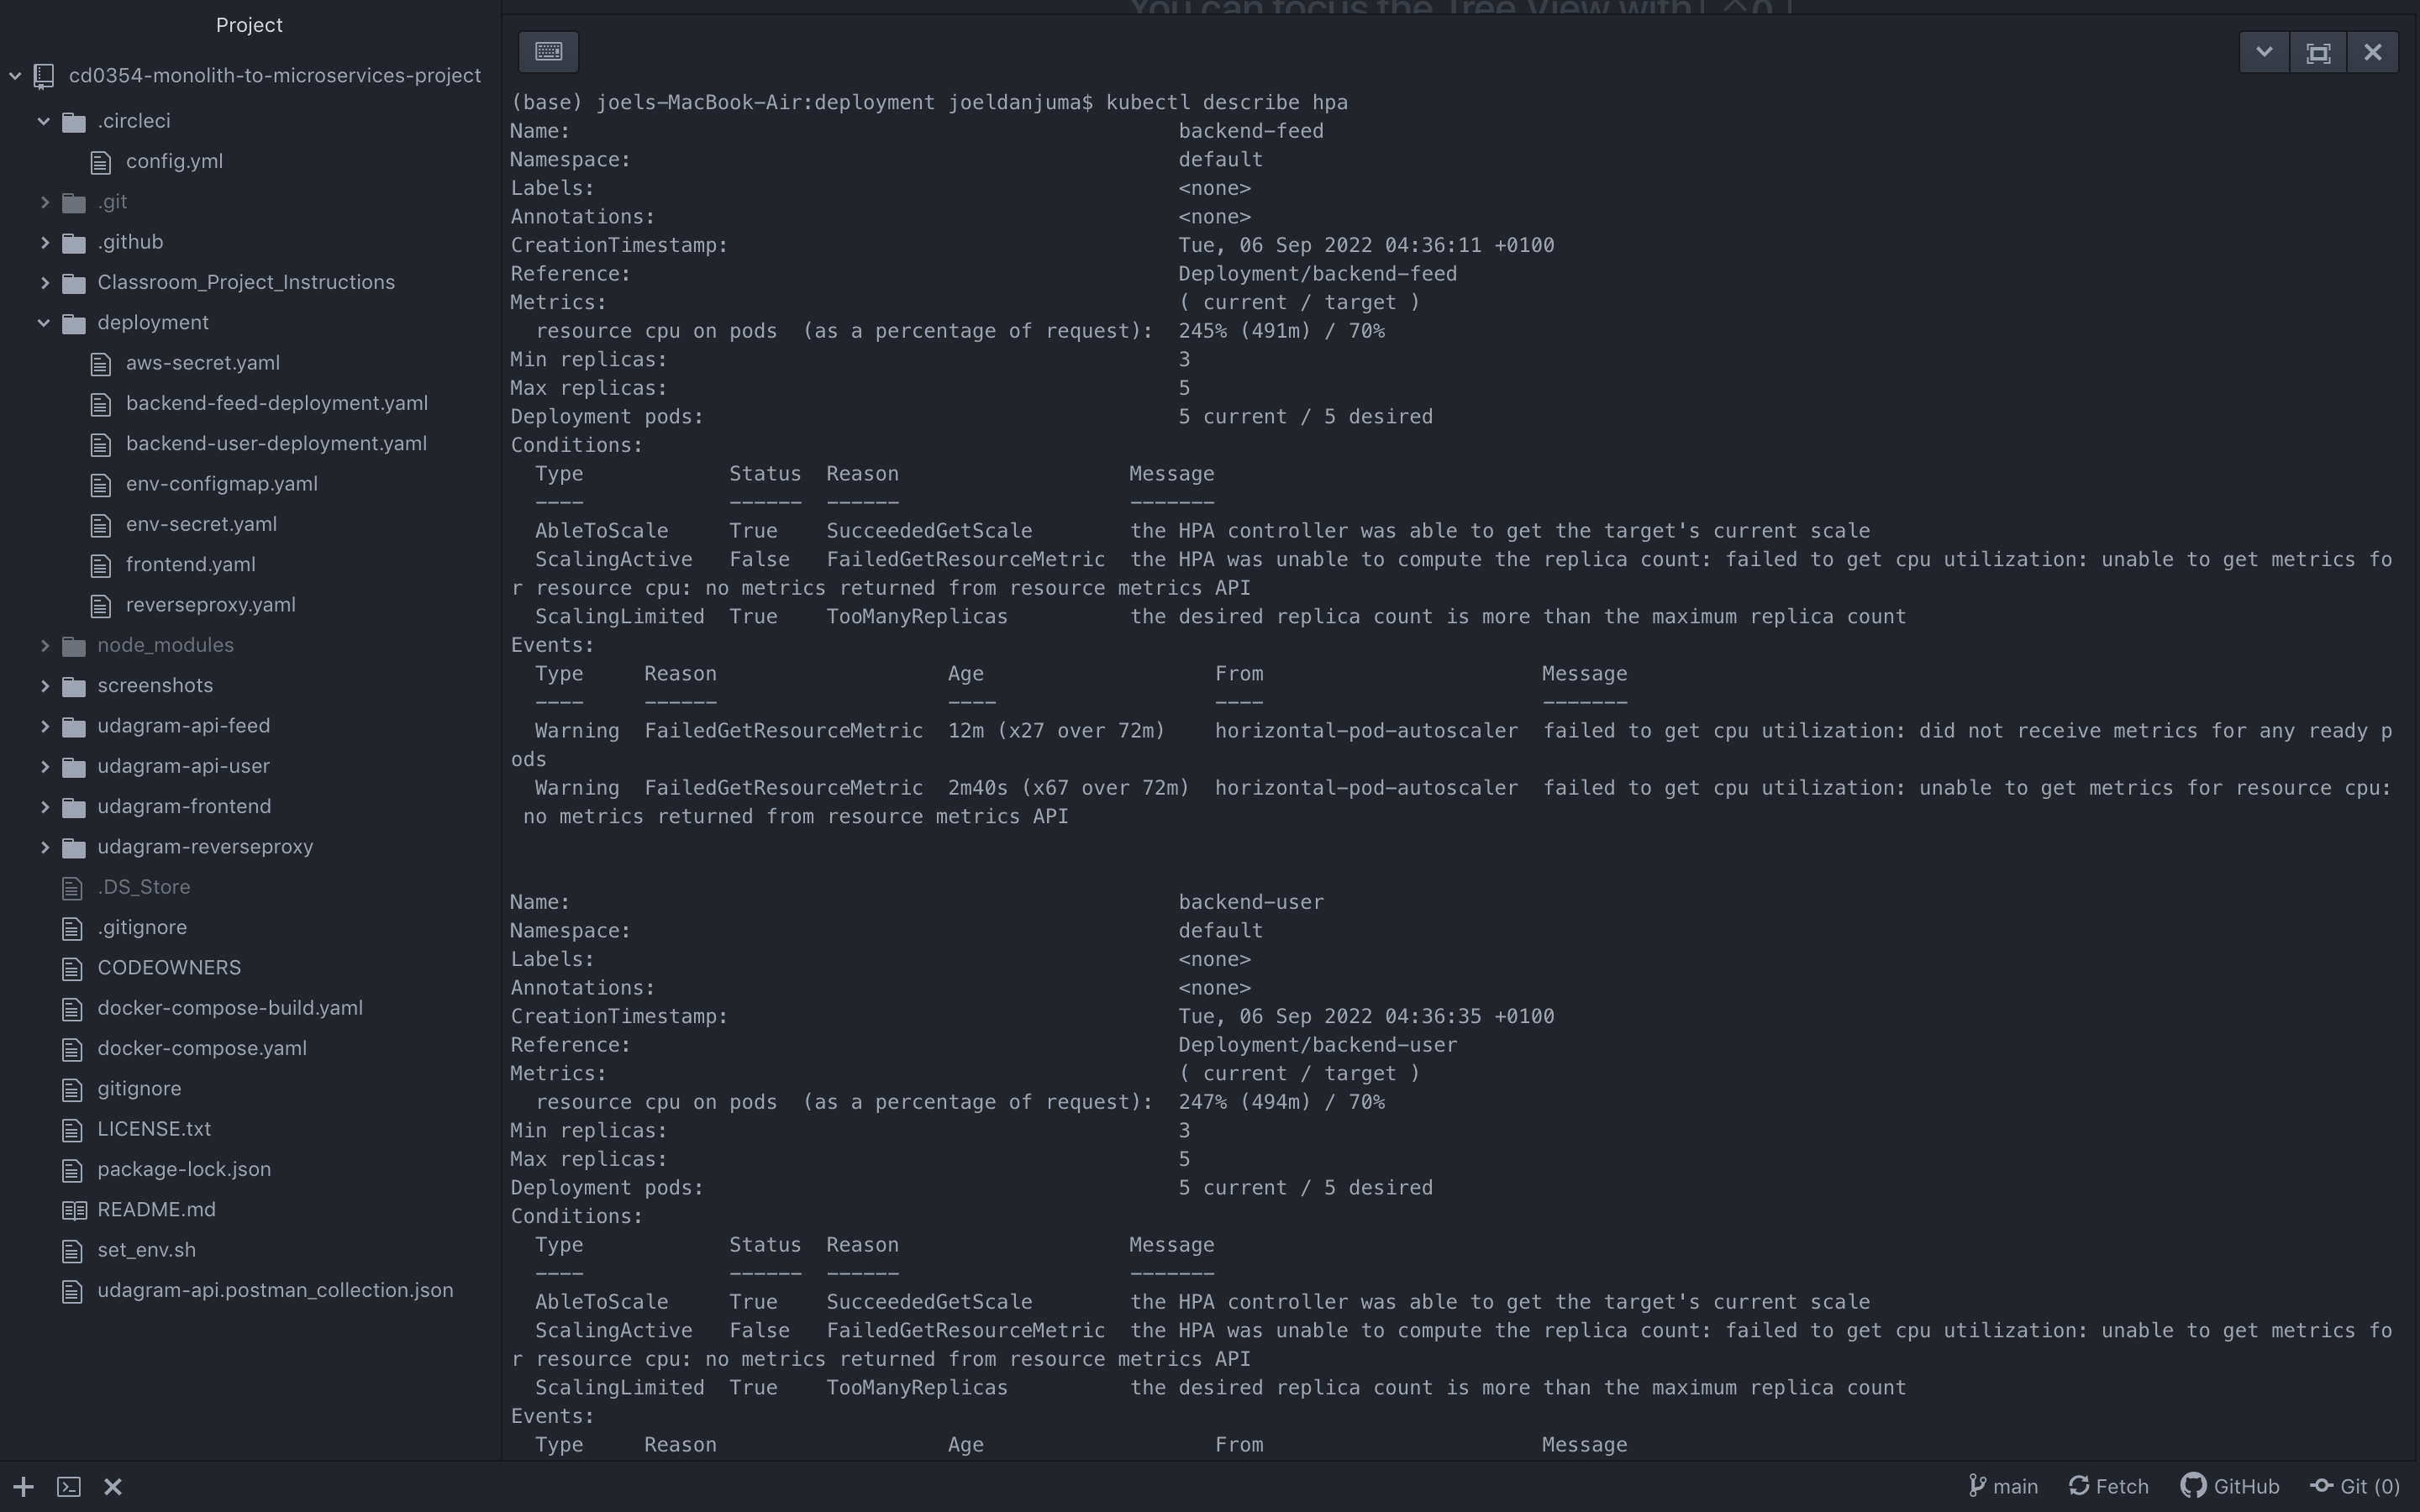 You can focus the Tree View with ^0
Project
cd0354-monolith-to-microservices-project
.circleci
config.yml
.git
.github
Classroom_Project_Instructions
deployment
aws-secret.yaml
backend-feed-deployment.yaml
backend-user-deployment.yaml
env-configmap.yaml
env-secret.yaml
frontend.yaml
reverseproxy.yaml
node_modules
screenshots
udagram-api-feed
udagram-api-user
udagram-frontend
udagram-reverseproxy
.DS_Store
.gitignore
CODEOWNERS
docker-compose-build.yaml
docker-compose.yaml
gitignore
LICENSE.txt
package-lock.json
README.md
set_env.sh
udagram-api.postman_collection.json
(base) joels-MacBook-Air:deployment joeldanjuma$ kubectl describe hpa
Name: backend-feed
Namespace: default
Labels: <none>
Annotations: <none>
CreationTimestamp: Tue, 06 Sep 2022 04:36:11 +0100
Reference: Deployment/backend-feed
Metrics: ( current / target )
resource cpu on pods (as a percentage of request): 245% (491m) / 70%
Min replicas: 3
Max replicas: 5
Deployment pods: 5 current / 5 desired
Conditions:
Type Status Reason Message
---- ------ ------ -------
AbleToScale True SucceededGetScale the HPA controller was able to get the target's current scale
ScalingActive False FailedGetResourceMetric the HPA was unable to compute the replica count: failed to get cpu utilization: unable to get metrics fo
r resource cpu: no metrics returned from resource metrics API
ScalingLimited True TooManyReplicas the desired replica count is more than the maximum replica count
Events:
Type Reason Age From Message
---- ------ ---- ---- -------
Warning FailedGetResourceMetric 12m (x27 over 72m) horizontal-pod-autoscaler failed to get cpu utilization: did not receive metrics for any ready p
ods
Warning FailedGetResourceMetric 2m40s (x67 over 72m) horizontal-pod-autoscaler failed to get cpu utilization: unable to get metrics for resource cpu:
no metrics returned from resource metrics API
Name: backend-user
Namespace: default
Labels: <none>
Annotations: <none>
CreationTimestamp: Tue, 06 Sep 2022 04:36:35 +0100
Reference: Deployment/backend-user
Metrics: ( current / target )
resource cpu on pods (as a percentage of request): 247% (494m) / 70%
Min replicas: 3
Max replicas: 5
Deployment pods: 5 current / 5 desired
Conditions:
Type Status Reason Message
---- ------ ------ -------
AbleToScale True SucceededGetScale the HPA controller was able to get the target's current scale
ScalingActive False FailedGetResourceMetric the HPA was unable to compute the replica count: failed to get cpu utilization: unable to get metrics fo
r resource cpu: no metrics returned from resource metrics API
ScalingLimited True TooManyReplicas the desired replica count is more than the maximum replica count
Events:
Type Reason Age From Message
main Fetch GitHub Git (0)